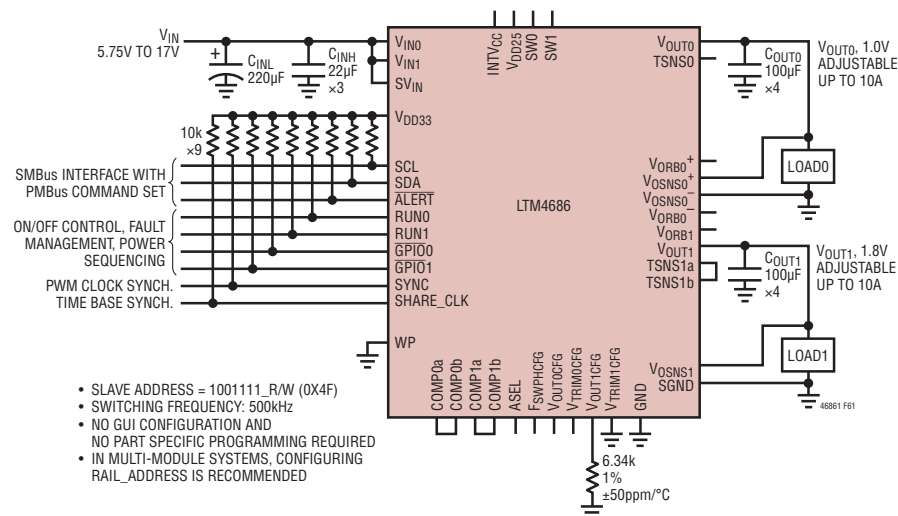 VIN
5.75V TO 17V
+
CINL
220µF
CINH
22µF
×3
VIN0
VIN1
SVIN
VDD33
INTVCC
VDD25
SW0
SW1
VOUT0
TSNS0
COUT0
100µF
×4
VOUT0, 1.0V
ADJUSTABLE
UP TO 10A
10k
×9
SMBus INTERFACE WITH
PMBus COMMAND SET
ON/OFF CONTROL, FAULT
MANAGEMENT, POWER
SEQUENCING
PWM CLOCK SYNCH.
TIME BASE SYNCH.
SCL
SDA
ALERT
RUN0
RUN1
GPIO0
GPIO1
SYNC
SHARE_CLK
WP
LTM4686
VORB0+
VOSNS0+
VOSNS0–
VORB0–
VORB1
VOUT1
TSNS1a
TSNS1b
LOAD0
COUT1
100µF
×4
VOUT1, 1.8V
ADJUSTABLE
UP TO 10A
VOSNS1
SGND
LOAD1
46861 F61
COMP0a
COMP0b
COMP1a
COMP1b
ASEL
FSWPHCFG
VOUT0CFG
VTRIM0CFG
VOUT1CFG
VTRIM1CFG
GND
6.34k
1%
±50ppm/°C
• SLAVE ADDRESS = 1001111_R/W (0X4F)
• SWITCHING FREQUENCY: 500kHz
• NO GUI CONFIGURATION AND
NO PART SPECIFIC PROGRAMMING REQUIRED
• IN MULTI-MODULE SYSTEMS, CONFIGURING
RAIL_ADDRESS IS RECOMMENDED